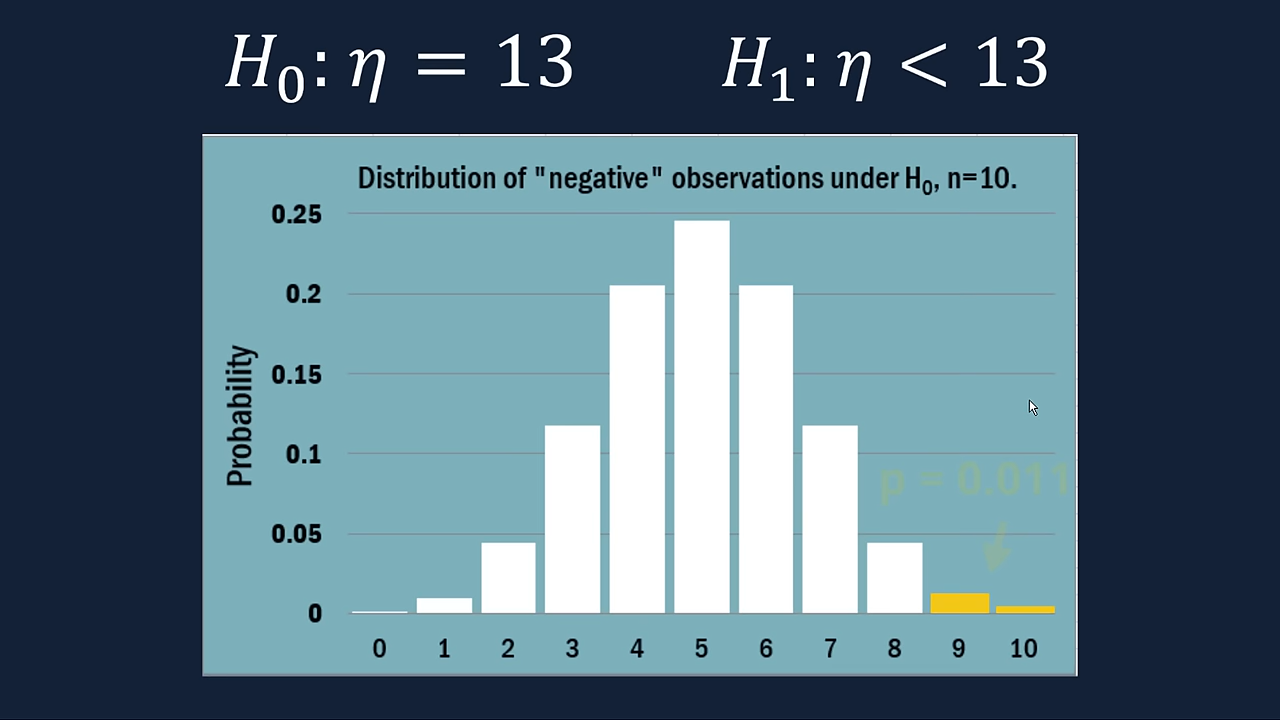 H₀: η = 13
H₁: η < 13
Distribution of "negative" observations under H₀, n=10.
0.25
0.2
0.15
0.1
0.05
0
Probability
p = 0.011
0 1 2 3 4 5 6 7 8 9 10